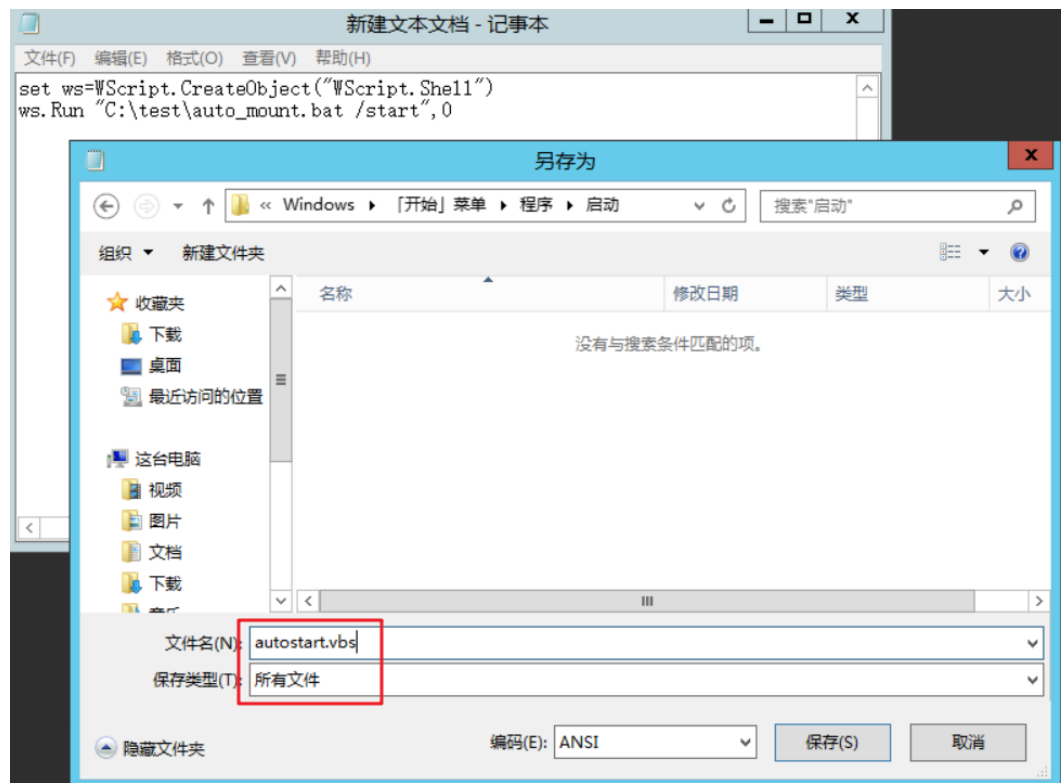 新建文本文档 - 记事本
文件(F) 编辑(E) 格式(O) 查看(V) 帮助(H)
set ws=WScript.CreateObject("WScript.Shell")
ws.Run "C:\test\auto_mount.bat /start",0
另存为
« Windows ▸ 「开始」菜单 ▸ 程序 ▸ 启动
搜索"启动"
组织 新建文件夹
名称 修改日期 类型 大小
没有与搜索条件匹配的项。
收藏夹
下载
桌面
最近访问的位置
这台电脑
视频
图片
文档
下载
文件名(N): autostart.vbs
保存类型(T): 所有文件
隐藏文件夹
编码(E): ANSI
保存(S)
取消